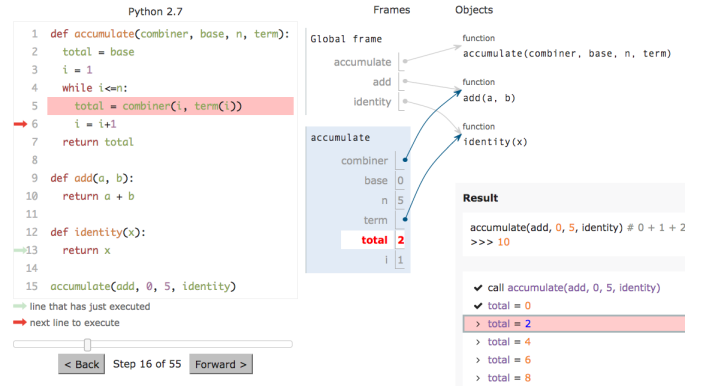 Python 2.7
1 def accumulate(combiner, base, n, term):
2 total = base
3 i = 1
4 while i<=n:
5 total = combiner(i, term(i))
6 i = i+1
7 return total
8
9 def add(a, b):
10 return a + b
11
12 def identity(x):
13 return x
14
15 accumulate(add, 0, 5, identity)
line that has just executed
next line to execute
< Back Step 16 of 55 Forward >
Frames
Objects
Global frame
accumulate
add
identity
accumulate
combiner
base 0
n 5
term
total 2
i 1
function
accumulate(combiner, base, n, term)
function
add(a, b)
function
identity(x)
Result
accumulate(add, 0, 5, identity) # 0 + 1 + 2
>>> 10
call accumulate(add, 0, 5, identity)
total = 0
> total = 2
> total = 4
> total = 6
> total = 8